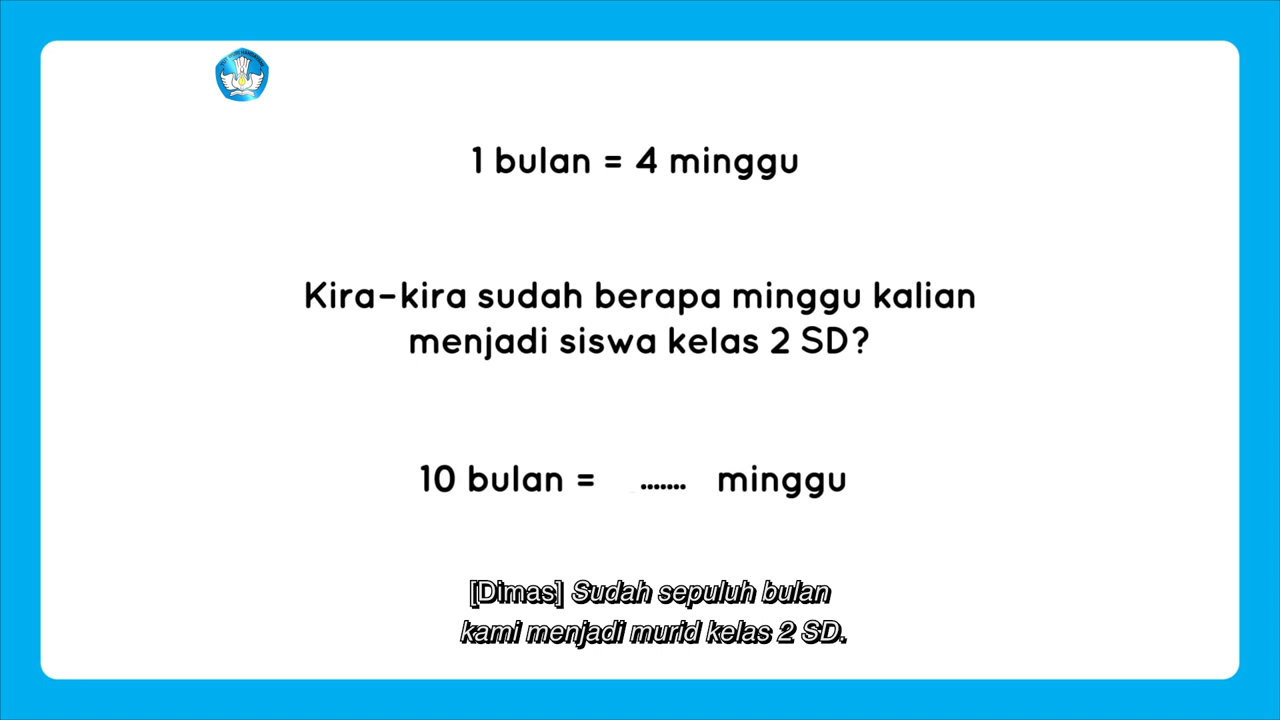 1 bulan = 4 minggu
Kira-kira sudah berapa minggu kalian
menjadi siswa kelas 2 SD?
10 bulan = ....... minggu
[Dimas] Sudah sepuluh bulan
kami menjadi murid kelas 2 SD.